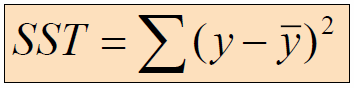 SST = ∑(y − ȳ)²